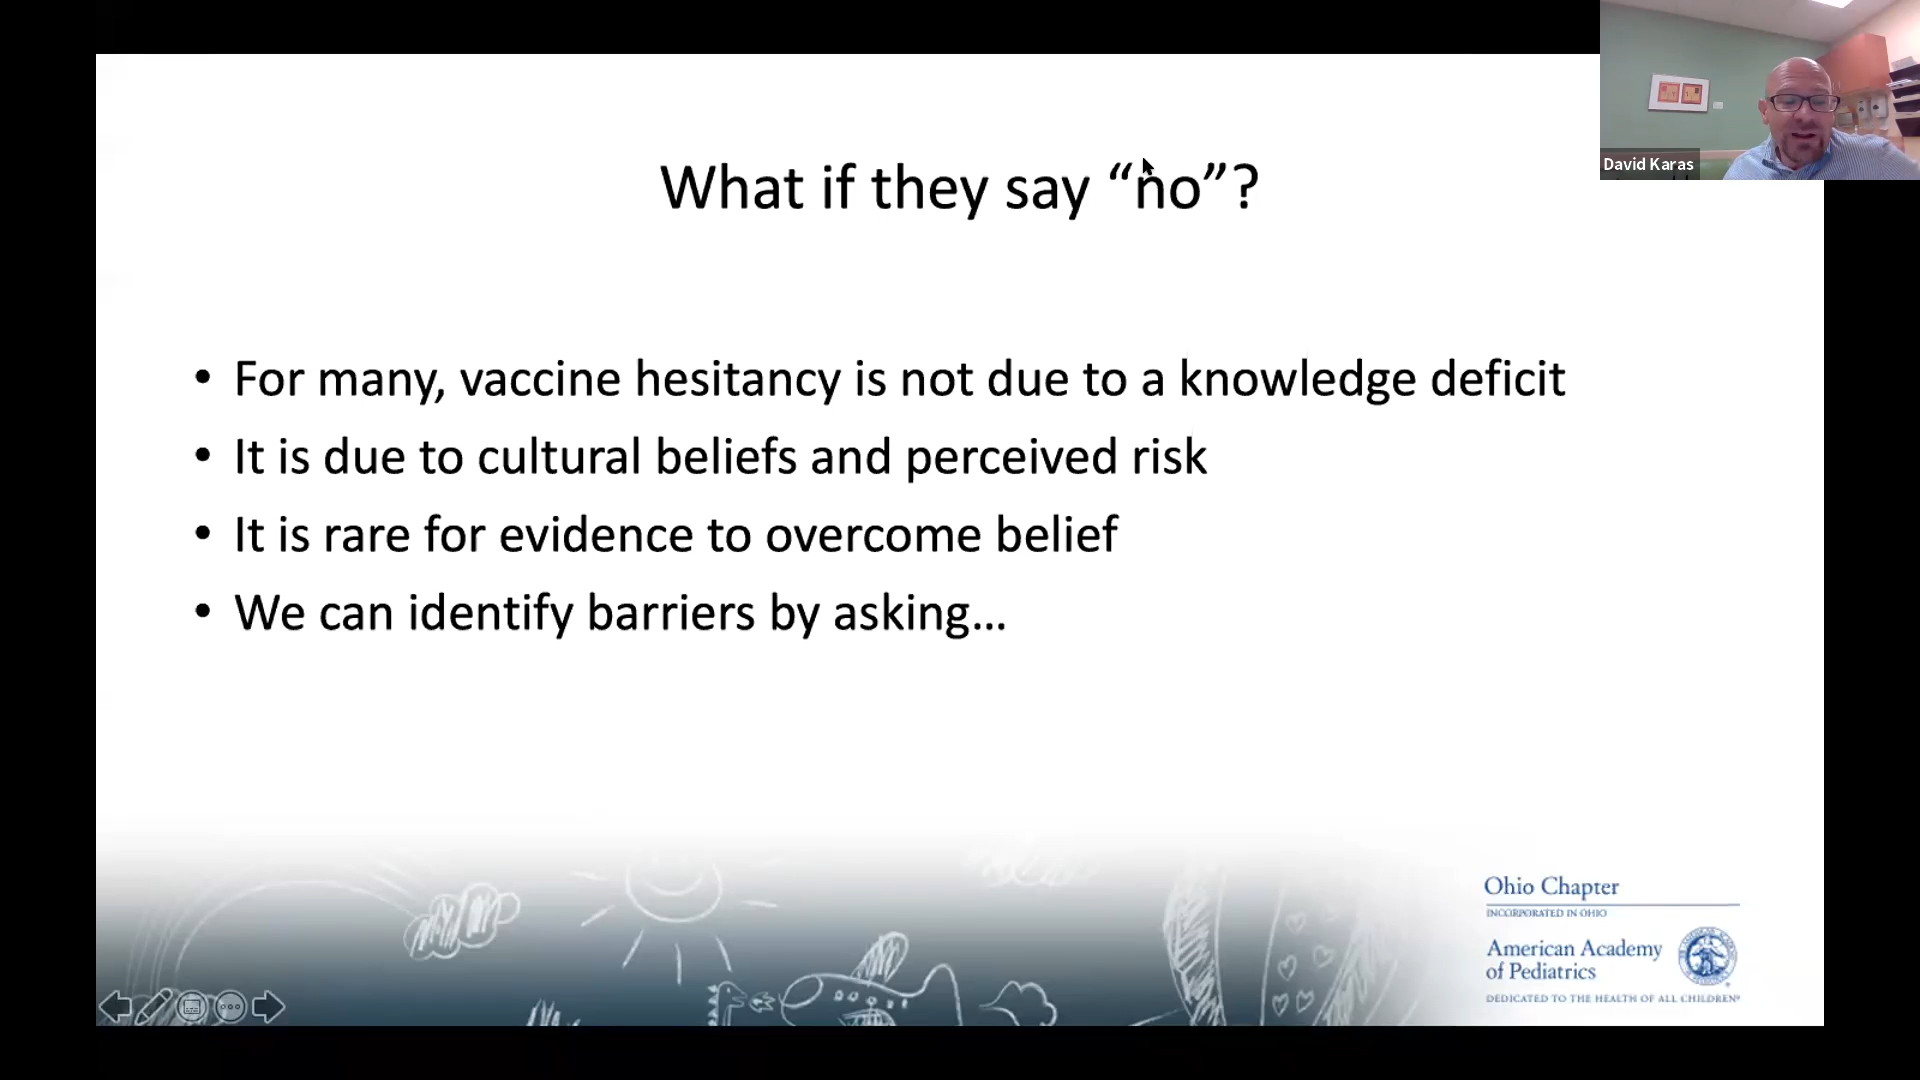 What if they say “no”?
David Karas
• For many, vaccine hesitancy is not due to a knowledge deficit
• It is due to cultural beliefs and perceived risk
• It is rare for evidence to overcome belief
• We can identify barriers by asking...
Ohio Chapter
INCORPORATED IN OHIO
American Academy
of Pediatrics
DEDICATED TO THE HEALTH OF ALL CHILDREN®